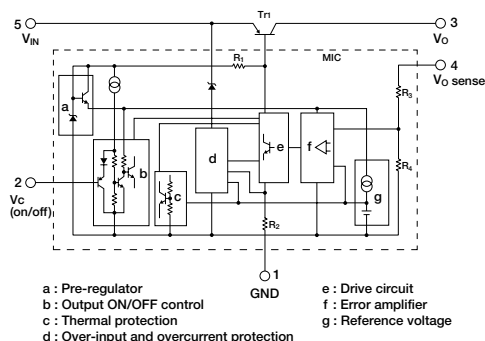 5
VIN
Tr1
3
VO
MIC
R1
4
VO sense
R3
a
e
f
d
b
R4
2
VC
(on/off)
c
g
R2
1
GND
a : Pre-regulator
b : Output ON/OFF control
c : Thermal protection
d : Over-input and overcurrent protection
e : Drive circuit
f : Error amplifier
g : Reference voltage